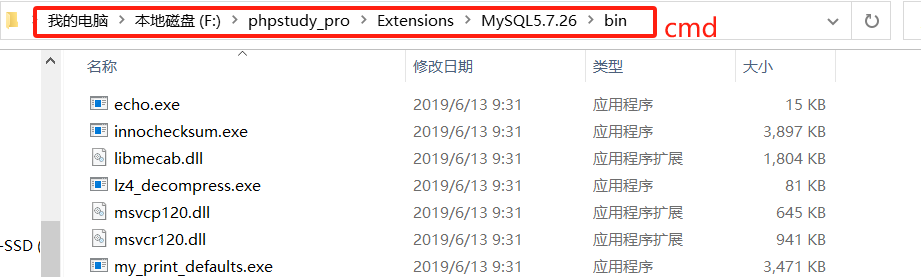 我的电脑 > 本地磁盘 (F:) > phpstudy_pro > Extensions > MySQL5.7.26 > bin
cmd
名称 修改日期 类型 大小
echo.exe 2019/6/13 9:31 应用程序 15 KB
innochecksum.exe 2019/6/13 9:31 应用程序 3,897 KB
libmecab.dll 2019/6/13 9:31 应用程序扩展 1,804 KB
lz4_decompress.exe 2019/6/13 9:31 应用程序 81 KB
msvcp120.dll 2019/6/13 9:31 应用程序扩展 645 KB
-SSD (
msvcr120.dll 2019/6/13 9:31 应用程序扩展 941 KB
my_print_defaults.exe 2019/6/13 9:31 应用程序 3,471 KB